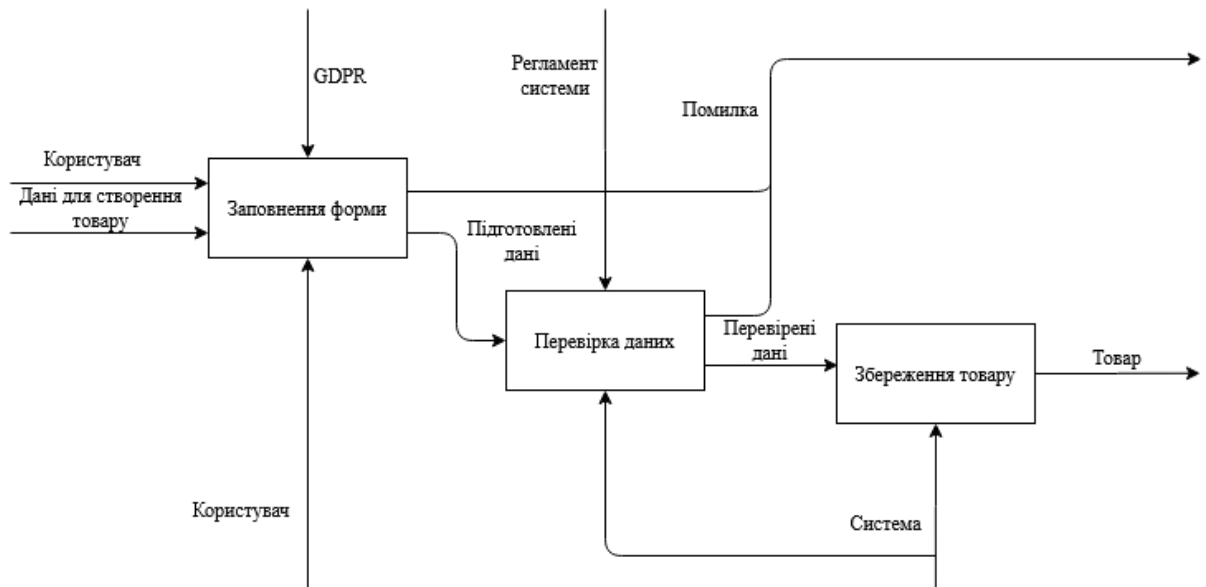 GDPR
Регламент
системи
Помилка
Користувач
Дані для створення
товару
Заповнення форми
Підготовлені
дані
Перевірка даних
Перевірені
дані
Збереження товару
Товар
Користувач
Система